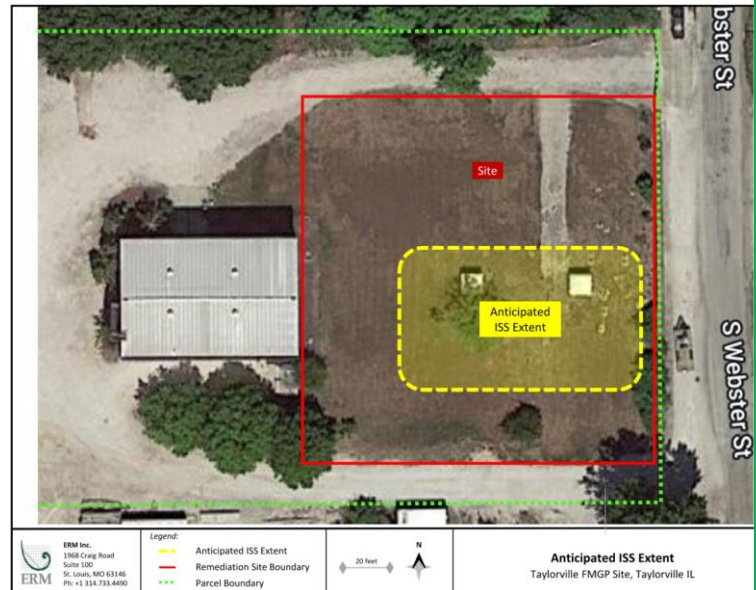 bster St
Site
Anticipated
ISS Extent
S Webster St
ERM
ERM Inc.
1968 Craig Road
Suite 100
St. Louis, MO 63146
Ph: +1 314.733.4490
Legend:
Anticipated ISS Extent
Remediation Site Boundary
Parcel Boundary
20 feet
N
Anticipated ISS Extent
Taylorville FMGP Site, Taylorville IL